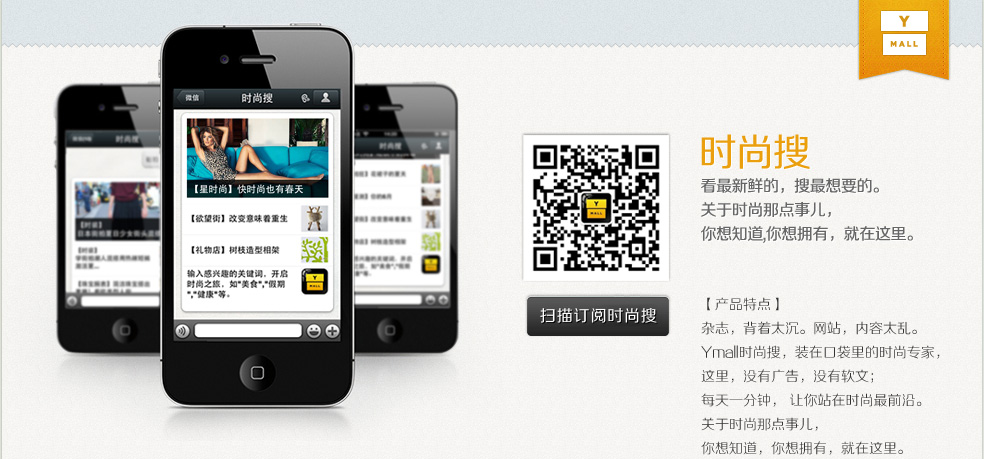 Y
MALL
微信
时尚搜
【星时尚】快时尚也有春天
【欲望街】改变意味着重生
【礼物店】树枝造型相架
输入感兴趣的关键词，开启
时尚之旅，如"美食","假期
","健康"等。
Y
MALL
时尚搜
时尚搜
Y
MALL
扫描订阅时尚搜
时尚搜
看最新鲜的，搜最想要的。
关于时尚那点事儿，
你想知道,你想拥有，就在这里。
【产品特点】
杂志，背着太沉。网站，内容太乱。
Ymall时尚搜，装在口袋里的时尚专家，
这里，没有广告，没有软文；
每天一分钟， 让你站在时尚最前沿。
关于时尚那点事儿，
你想知道，你想拥有，就在这里。